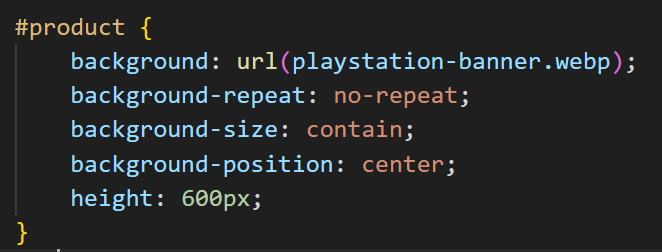 #product {
    background: url(playstation-banner.webp);
    background-repeat: no-repeat;
    background-size: contain;
    background-position: center;
    height: 600px;
}